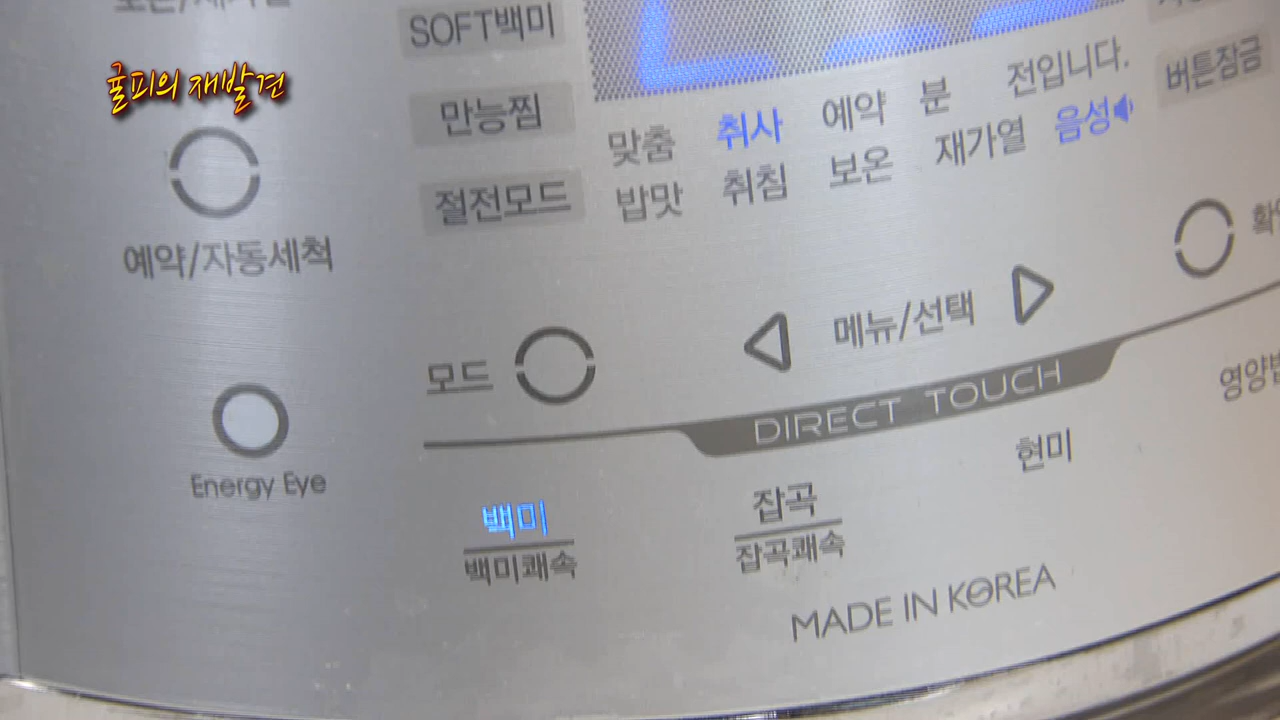 귤피의 재발견
SOFT백미
만능찜
절전모드
맞춤 취사 예약 분 전입니다.
밥맛 취침 보온 재가열 음성
버튼잠금
예약/자동세척
모드
메뉴/선택
DIRECT TOUCH
Energy Eye
백미
백미쾌속
잡곡
잡곡쾌속
현미
MADE IN KOREA